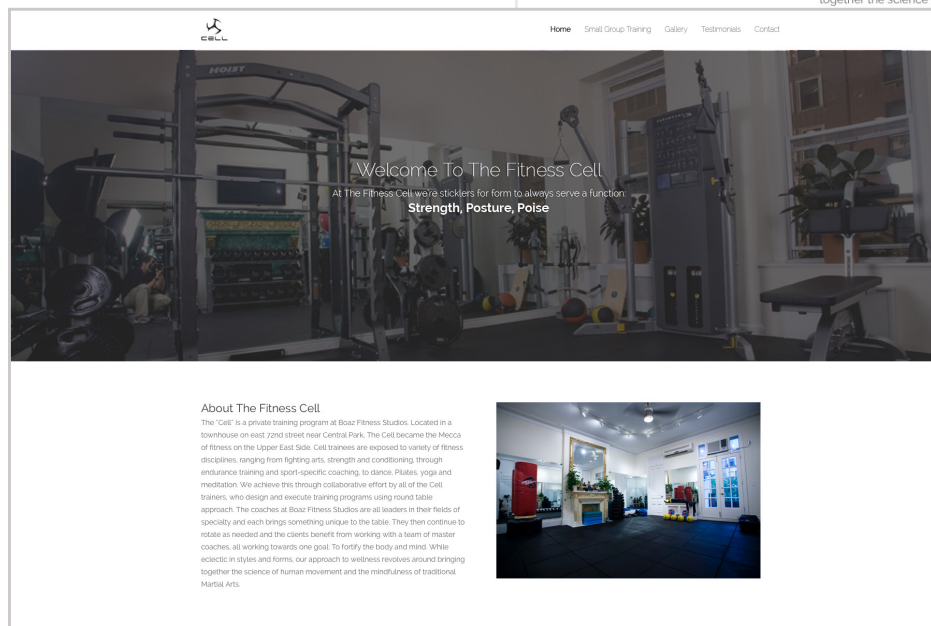 together the science
CELL
Home Small Group Training Gallery Testimonials Contact
HOIST
Welcome To The Fitness Cell
At The Fitness Cell we're sticklers for form to always serve a function:
Strength, Posture, Poise
About The Fitness Cell
The "Cell" is a private training program at Boaz Fitness Studios. Located in a
townhouse on east 72nd street near Central Park, The Cell became the Mecca
of fitness on the Upper East Side. Cell trainees are exposed to variety of fitness
disciplines, ranging from fighting arts, strength and conditioning, through
endurance training and sport-specific coaching, to dance, Pilates, yoga and
meditation. We achieve this through collaborative effort by all of the Cell
trainers, who design and execute training programs using round table
approach. The coaches at Boaz Fitness Studios are all leaders in their fields of
specialty and each brings something unique to the table. They then continue to
rotate as needed and the clients benefit from working with a team of master
coaches, all working towards one goal: To fortify the body and mind. While
eclectic in styles and forms, our approach to wellness revolves around bringing
together the science of human movement and the mindfulness of traditional
Martial Arts.